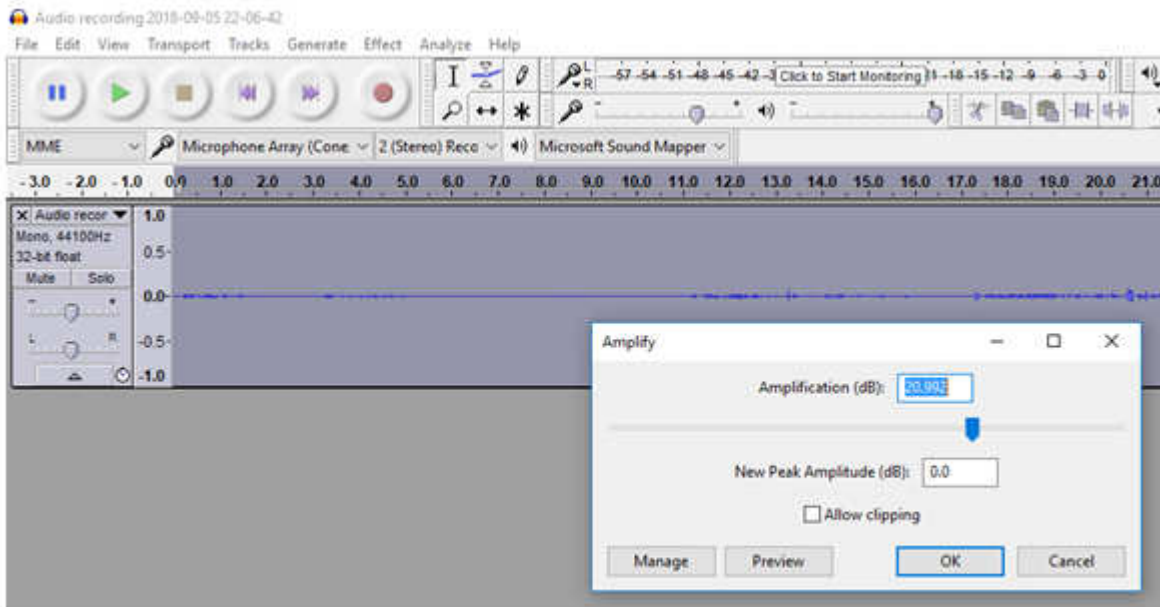 Audio recording 2018-09-05 22-06-42
File Edit View Transport Tracks Generate Effect Analyze Help
L
R
-57 -54 -51 -48 -45 -42 -3 Click to Start Monitoring 1 -18 -15 -12 -9 -6 -3 0
MME Microphone Array (Cone 2 (Stereo) Reco Microsoft Sound Mapper
-3.0 -2.0 -1.0 0.0 1.0 2.0 3.0 4.0 5.0 6.0 7.0 8.0 9.0 10.0 11.0 12.0 13.0 14.0 15.0 16.0 17.0 18.0 19.0 20.0 21.0
X Audio recor 1.0
Mono, 44100Hz
32-bit float 0.5-
Mute Solo
- + 0.0-
L R -0.5-
-1.0
Amplify
Amplification (dB): 20.992
New Peak Amplitude (dB): 0.0
Allow clipping
Manage Preview OK Cancel